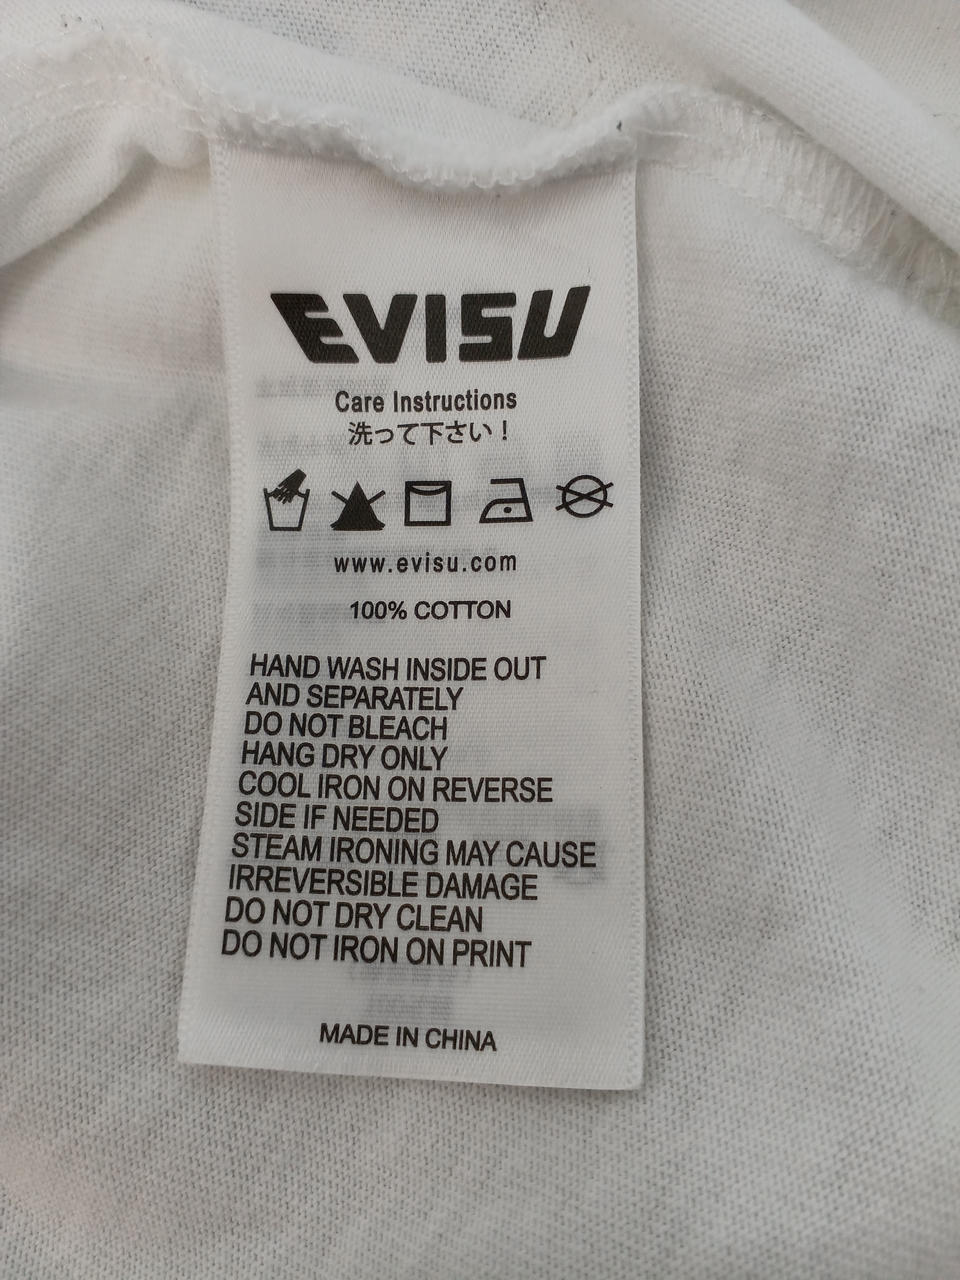 EVISU
Care Instructions
洗って下さい！
www.evisu.com
100% COTTON
HAND WASH INSIDE OUT
AND SEPARATELY
DO NOT BLEACH
HANG DRY ONLY
COOL IRON ON REVERSE
SIDE IF NEEDED
STEAM IRONING MAY CAUSE
IRREVERSIBLE DAMAGE
DO NOT DRY CLEAN
DO NOT IRON ON PRINT
MADE IN CHINA